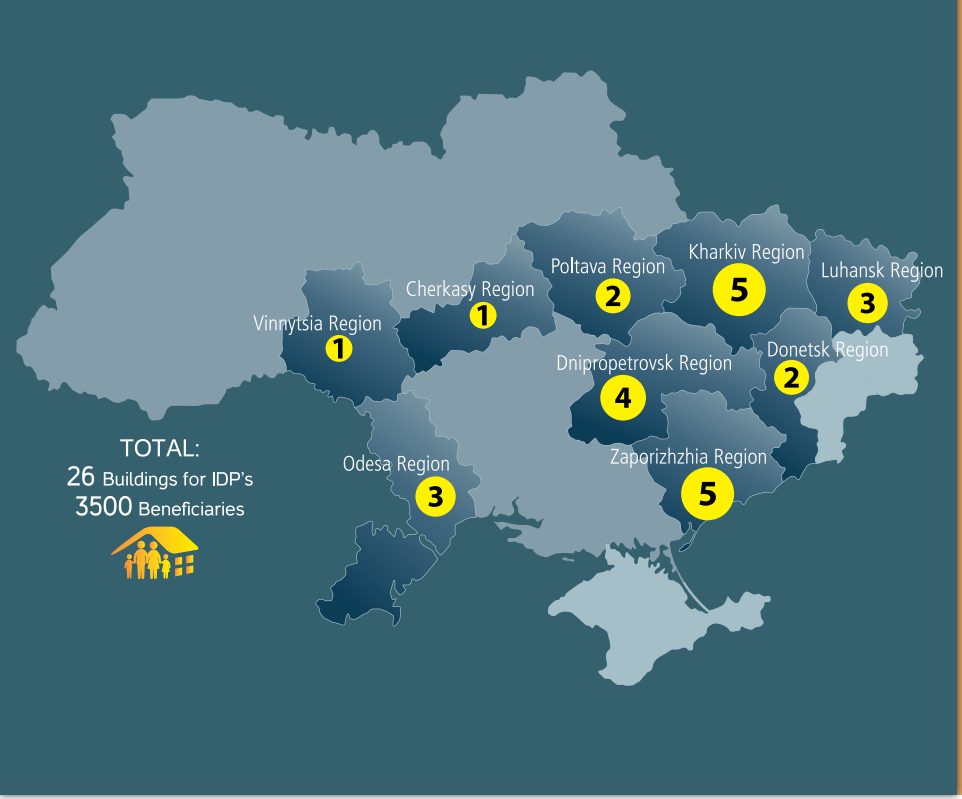 Kharkiv Region
5
Poltava Region
2
Luhansk Region
3
Cherkasy Region
1
Vinnytsia Region
1
Donetsk Region
2
Dnipropetrovsk Region
4
Zaporizhzhia Region
5
Odesa Region
3
TOTAL:
26 Buildings for IDP's
3500 Beneficiaries